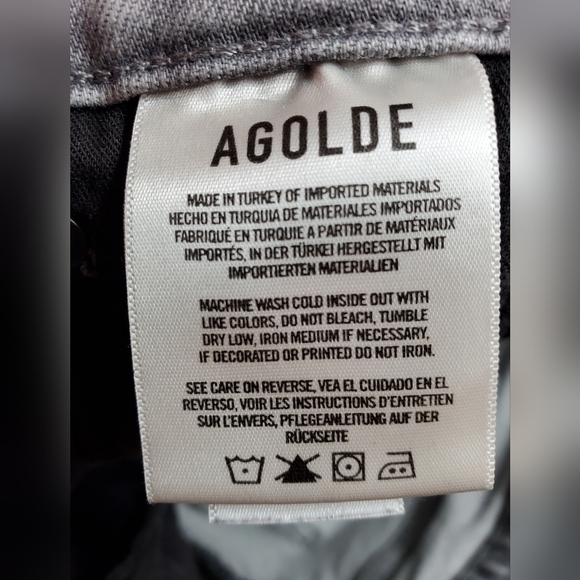 AGOLDE
MADE IN TURKEY OF IMPORTED MATERIALS
HECHO EN TURQUIA DE MATERIALES IMPORTADOS
FABRIQUÉ EN TURQUIE A PARTIR DE MATÉRIAUX
IMPORTÉS, IN DER TÜRKEI HERGESTELLT MIT
IMPORTIERTEN MATERIALIEN
MACHINE WASH COLD INSIDE OUT WITH
LIKE COLORS, DO NOT BLEACH, TUMBLE
DRY LOW, IRON MEDIUM IF NECESSARY,
IF DECORATED OR PRINTED DO NOT IRON.
SEE CARE ON REVERSE, VEA EL CUIDADO EN EL
REVERSO, VOIR LES INSTRUCTIONS D'ENTRETIEN
SUR L'ENVERS, PFLEGEANLEITUNG AUF DER
RÜCKSEITE